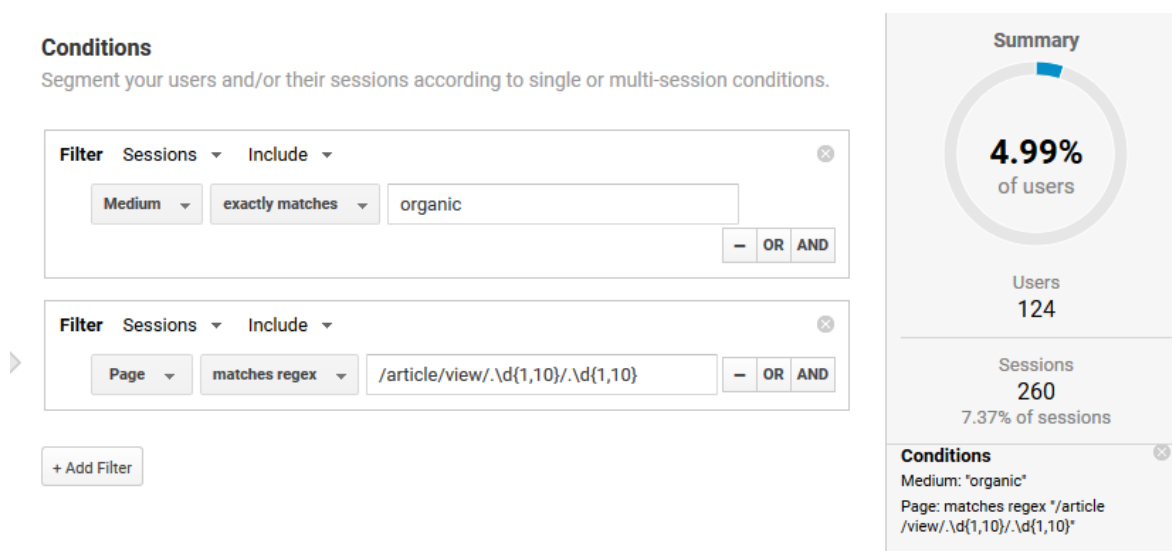 Conditions
Segment your users and/or their sessions according to single or multi-session conditions.
Filter Sessions Include
Medium exactly matches organic
– OR AND
Filter Sessions Include
Page matches regex /article/view/.\d{1,10}/.\d{1,10} – OR AND
+ Add Filter
Summary
4.99%
of users
Users
124
Sessions
260
7.37% of sessions
Conditions
Medium: "organic"
Page: matches regex "/article
/view/.\d{1,10}/.\d{1,10}"